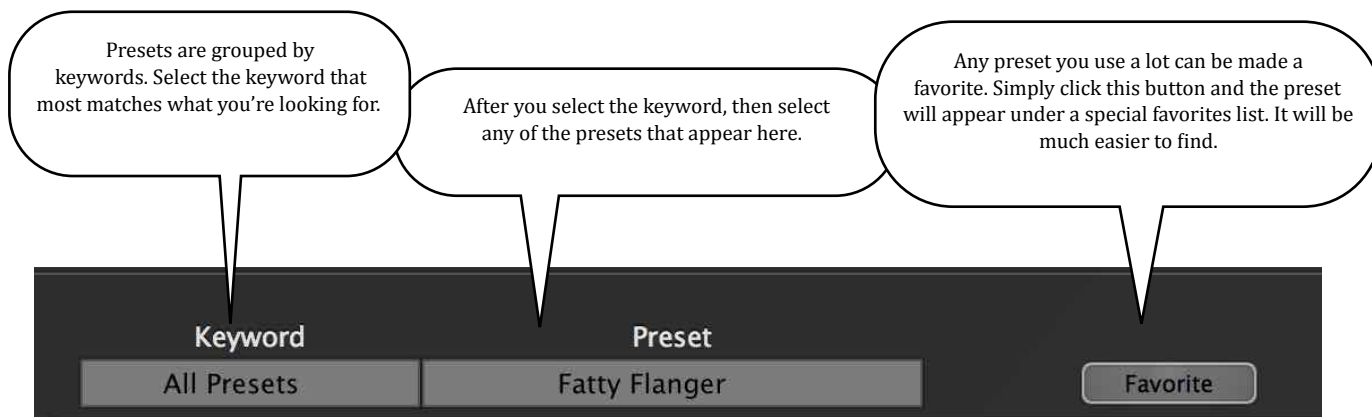 Presets are grouped by
keywords. Select the keyword that
most matches what you’re looking for.
After you select the keyword, then select
any of the presets that appear here.
Any preset you use a lot can be made a
favorite. Simply click this button and the preset
will appear under a special favorites list. It will be
much easier to find.
Keyword
Preset
All Presets
Fatty Flanger
Favorite